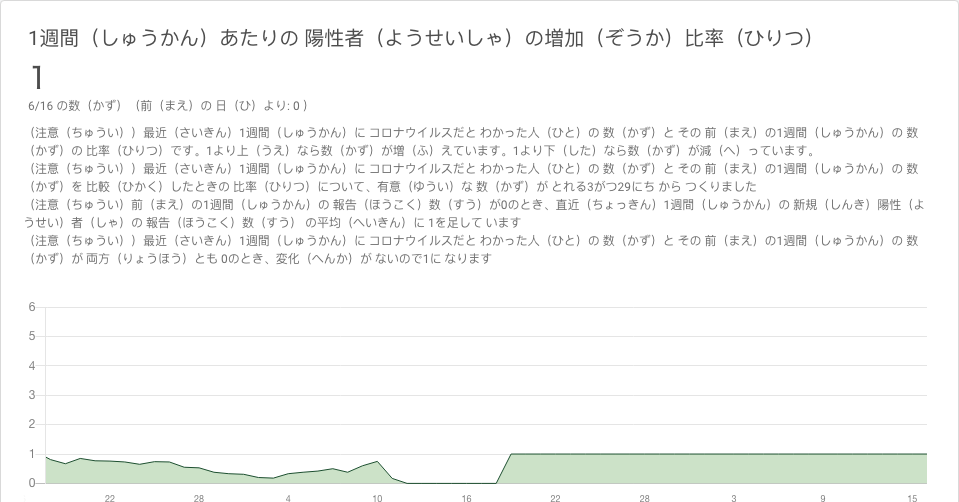 1週間（しゅうかん）あたりの 陽性者（ようせいしゃ）の増加（ぞうか）比率（ひりつ）
1
6/16 の数（かず）（前（まえ）の 日（ひ）より: 0 ）
（注意（ちゅうい））最近（さいきん）1週間（しゅうかん）に コロナウイルスだと わかった人（ひと）の 数（かず）と その 前（まえ）の1週間（しゅうかん）の 数
（かず）の 比率（ひりつ）です。1より上（うえ）なら数（かず）が増（ふ）えています。1より下（した）なら数（かず）が減（へ）っています。
（注意（ちゅうい））最近（さいきん）1週間（しゅうかん）に コロナウイルスだと わかった人（ひと）の 数（かず）と その 前（まえ）の1週間（しゅうかん）の 数
（かず）を 比較（ひかく）したときの 比率（ひりつ）について、有意（ゆうい）な 数（かず）が とれる3がつ29にち から つくりました
（注意（ちゅうい）前（まえ）の1週間（しゅうかん）の 報告（ほうこく）数（すう）が0のとき、直近（ちょっきん）1週間（しゅうかん）の 新規（しんき）陽性（よ
うせい）者（しゃ）の 報告（ほうこく）数（すう） の平均（へいきん）に 1を足して います
（注意（ちゅうい））最近（さいきん）1週間（しゅうかん）に コロナウイルスだと わかった人（ひと）の 数（かず）と その 前（まえ）の1週間（しゅうかん）の 数
（かず）が 両方（りょうほう）とも 0のとき、変化（へんか）が ないので1に なります
6
5
4
3
2
1
0
22 28 4 10 16 22 28 3 9 15